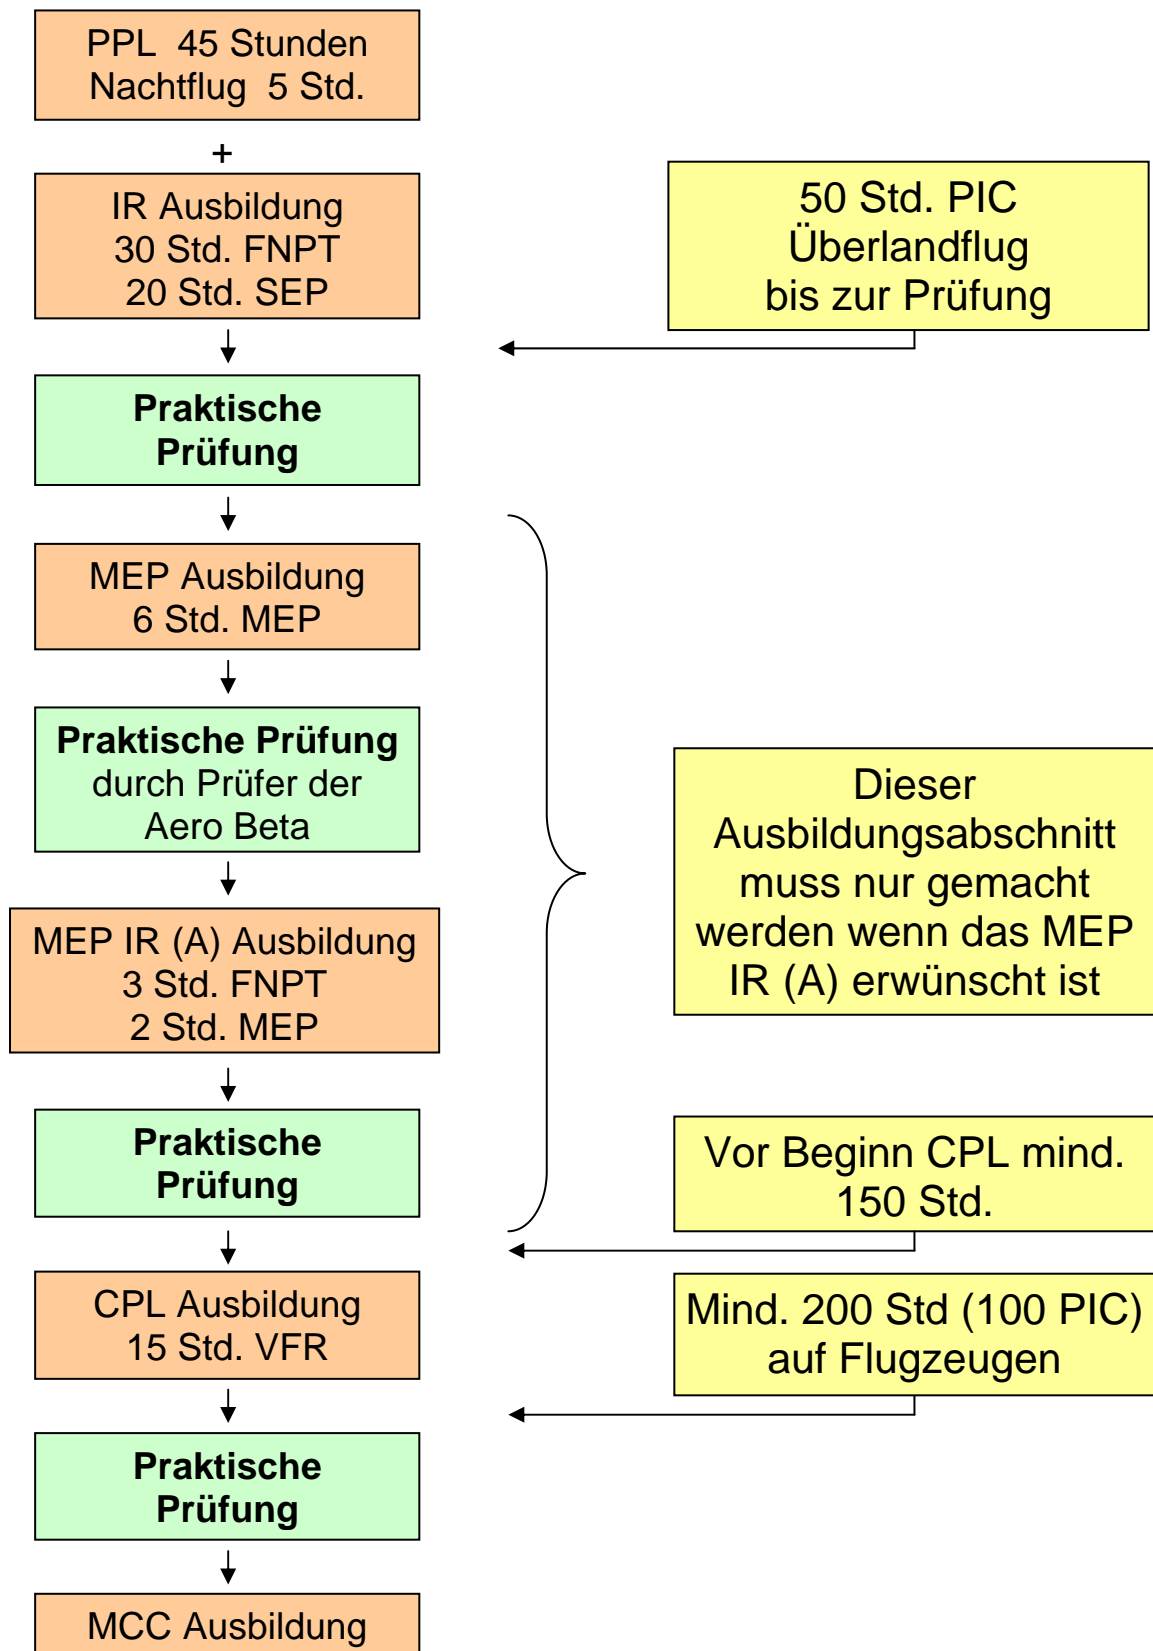 PPL 45 Stunden
Nachtflug 5 Std.
+
IR Ausbildung
30 Std. FNPT
20 Std. SEP
50 Std. PIC
Überlandflug
bis zur Prüfung
Praktische
Prüfung
MEP Ausbildung
6 Std. MEP
Praktische Prüfung
durch Prüfer der
Aero Beta
MEP IR (A) Ausbildung
3 Std. FNPT
2 Std. MEP
Praktische
Prüfung
Dieser
Ausbildungsabschnitt
muss nur gemacht
werden wenn das MEP
IR (A) erwünscht ist
Vor Beginn CPL mind.
150 Std.
CPL Ausbildung
15 Std. VFR
Mind. 200 Std (100 PIC)
auf Flugzeugen
Praktische
Prüfung
MCC Ausbildung